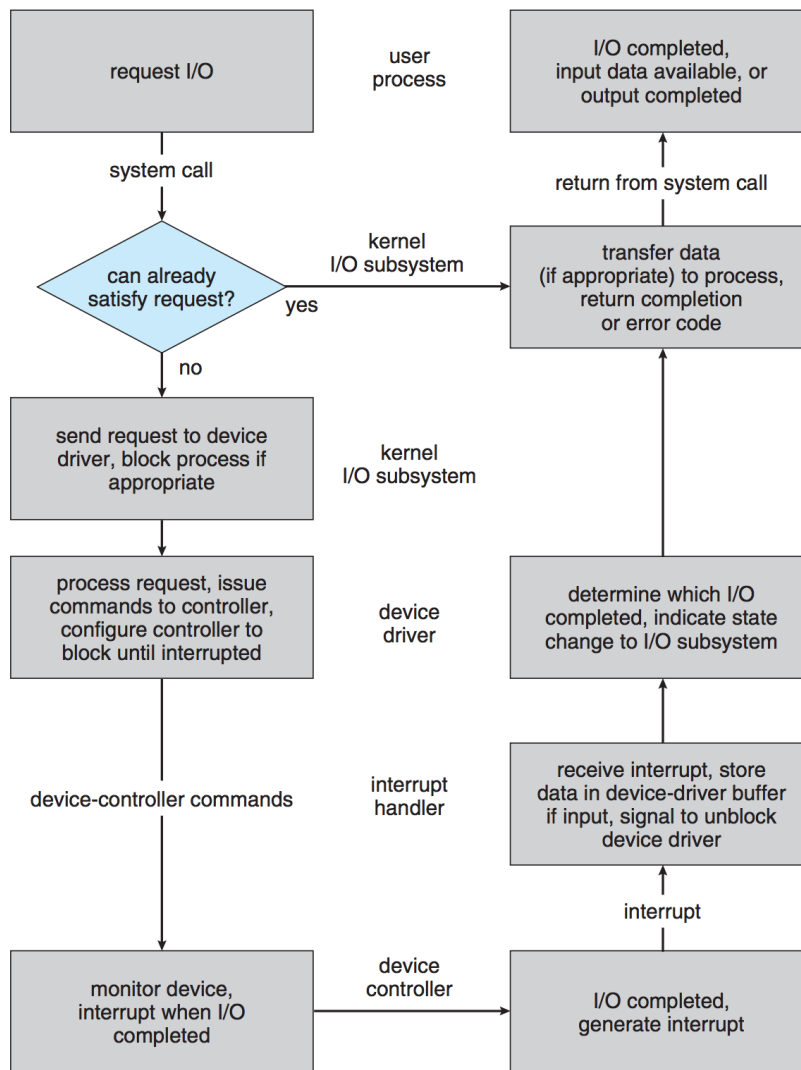 request I/O
user
process
I/O completed,
input data available, or
output completed
system call
return from system call
can already
satisfy request?
kernel
I/O subsystem
yes
transfer data
(if appropriate) to process,
return completion
or error code
no
send request to device
driver, block process if
appropriate
kernel
I/O subsystem
process request, issue
commands to controller,
configure controller to
block until interrupted
device
driver
determine which I/O
completed, indicate state
change to I/O subsystem
device-controller commands
interrupt
handler
receive interrupt, store
data in device-driver buffer
if input, signal to unblock
device driver
interrupt
monitor device,
interrupt when I/O
completed
device
controller
I/O completed,
generate interrupt